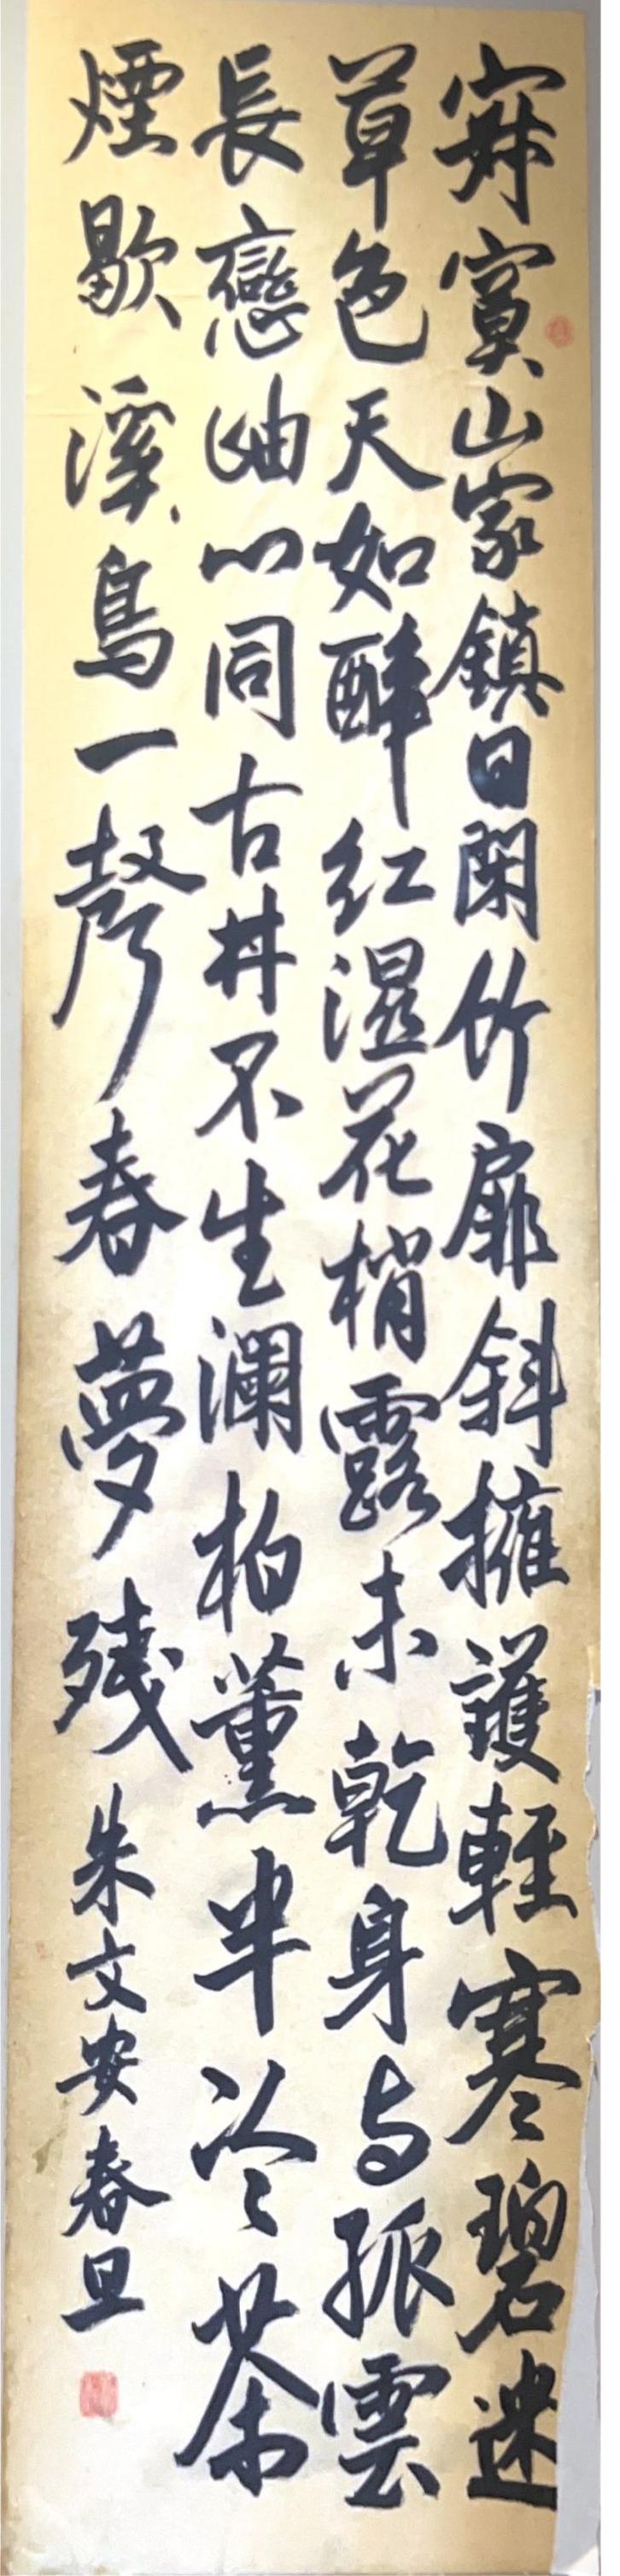 寂寞山家鎮日閑竹扉斜擁護輕寒碧迷
草色天如醉红濕花梢露未乾身与孤雲
長戀岫心同古井不生瀾柏薰半冷茶
煙歇溪鳥一聲春夢残朱文安春旦